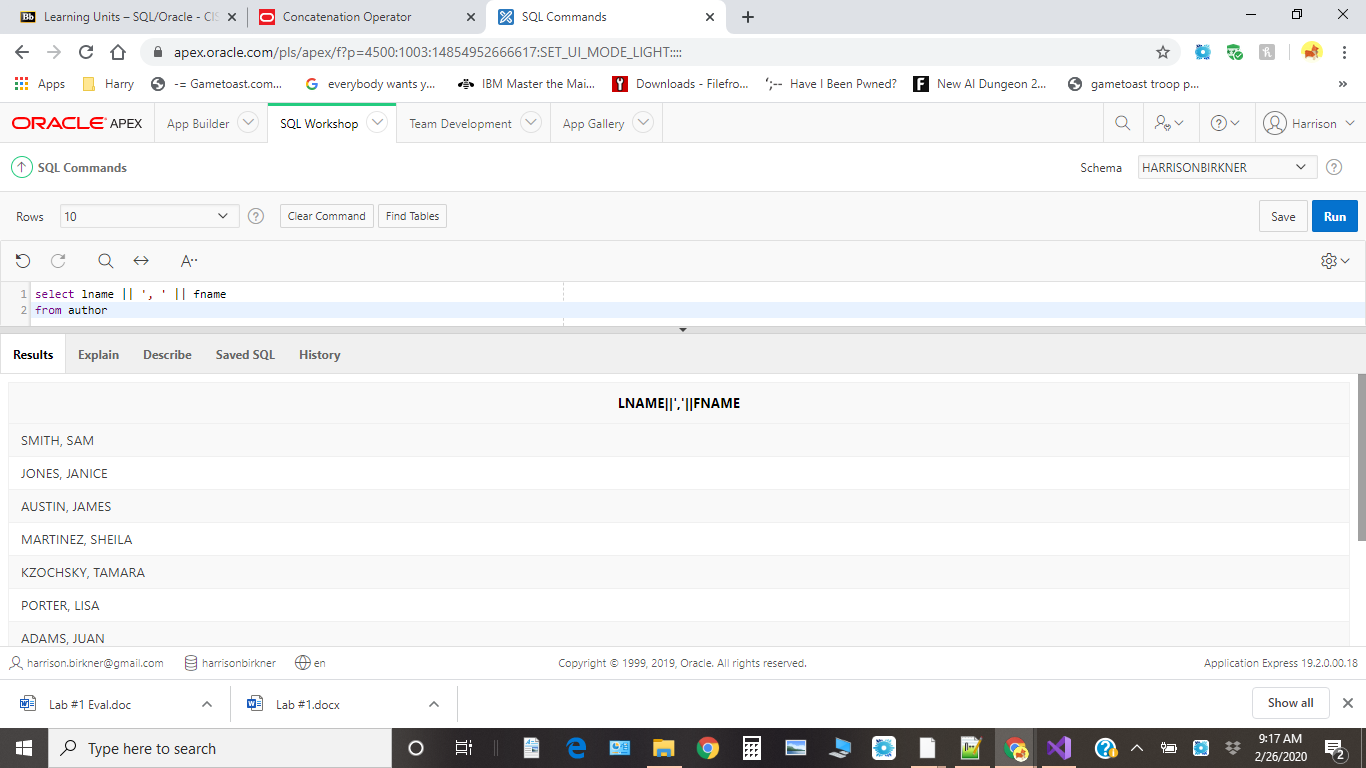 Learning Units – SQL/Oracle - CIS
Concatenation Operator
SQL Commands
apex.oracle.com/pls/apex/f?p=4500:1003:14854952666617:SET_UI_MODE_LIGHT::::
Apps Harry -= Gametoast.com... everybody wants y... IBM Master the Mai... Downloads - Filefro... Have I Been Pwned? New AI Dungeon 2... gametoast troop p... »
ORACLE APEX App Builder SQL Workshop Team Development App Gallery Harrison
SQL Commands Schema HARRISONBIRKNER
Rows 10 Clear Command Find Tables Save Run
1 select lname || ', ' || fname
2 from author
Results Explain Describe Saved SQL History
LNAME||','||FNAME
SMITH, SAM
JONES, JANICE
AUSTIN, JAMES
MARTINEZ, SHEILA
KZOCHSKY, TAMARA
PORTER, LISA
ADAMS, JUAN
harrison.birkner@gmail.com harrisonbirkner en Copyright © 1999, 2019, Oracle. All rights reserved. Application Express 19.2.0.00.18
Lab #1 Eval.doc Lab #1.docx Show all
Type here to search 9:17 AM
2/26/2020 2